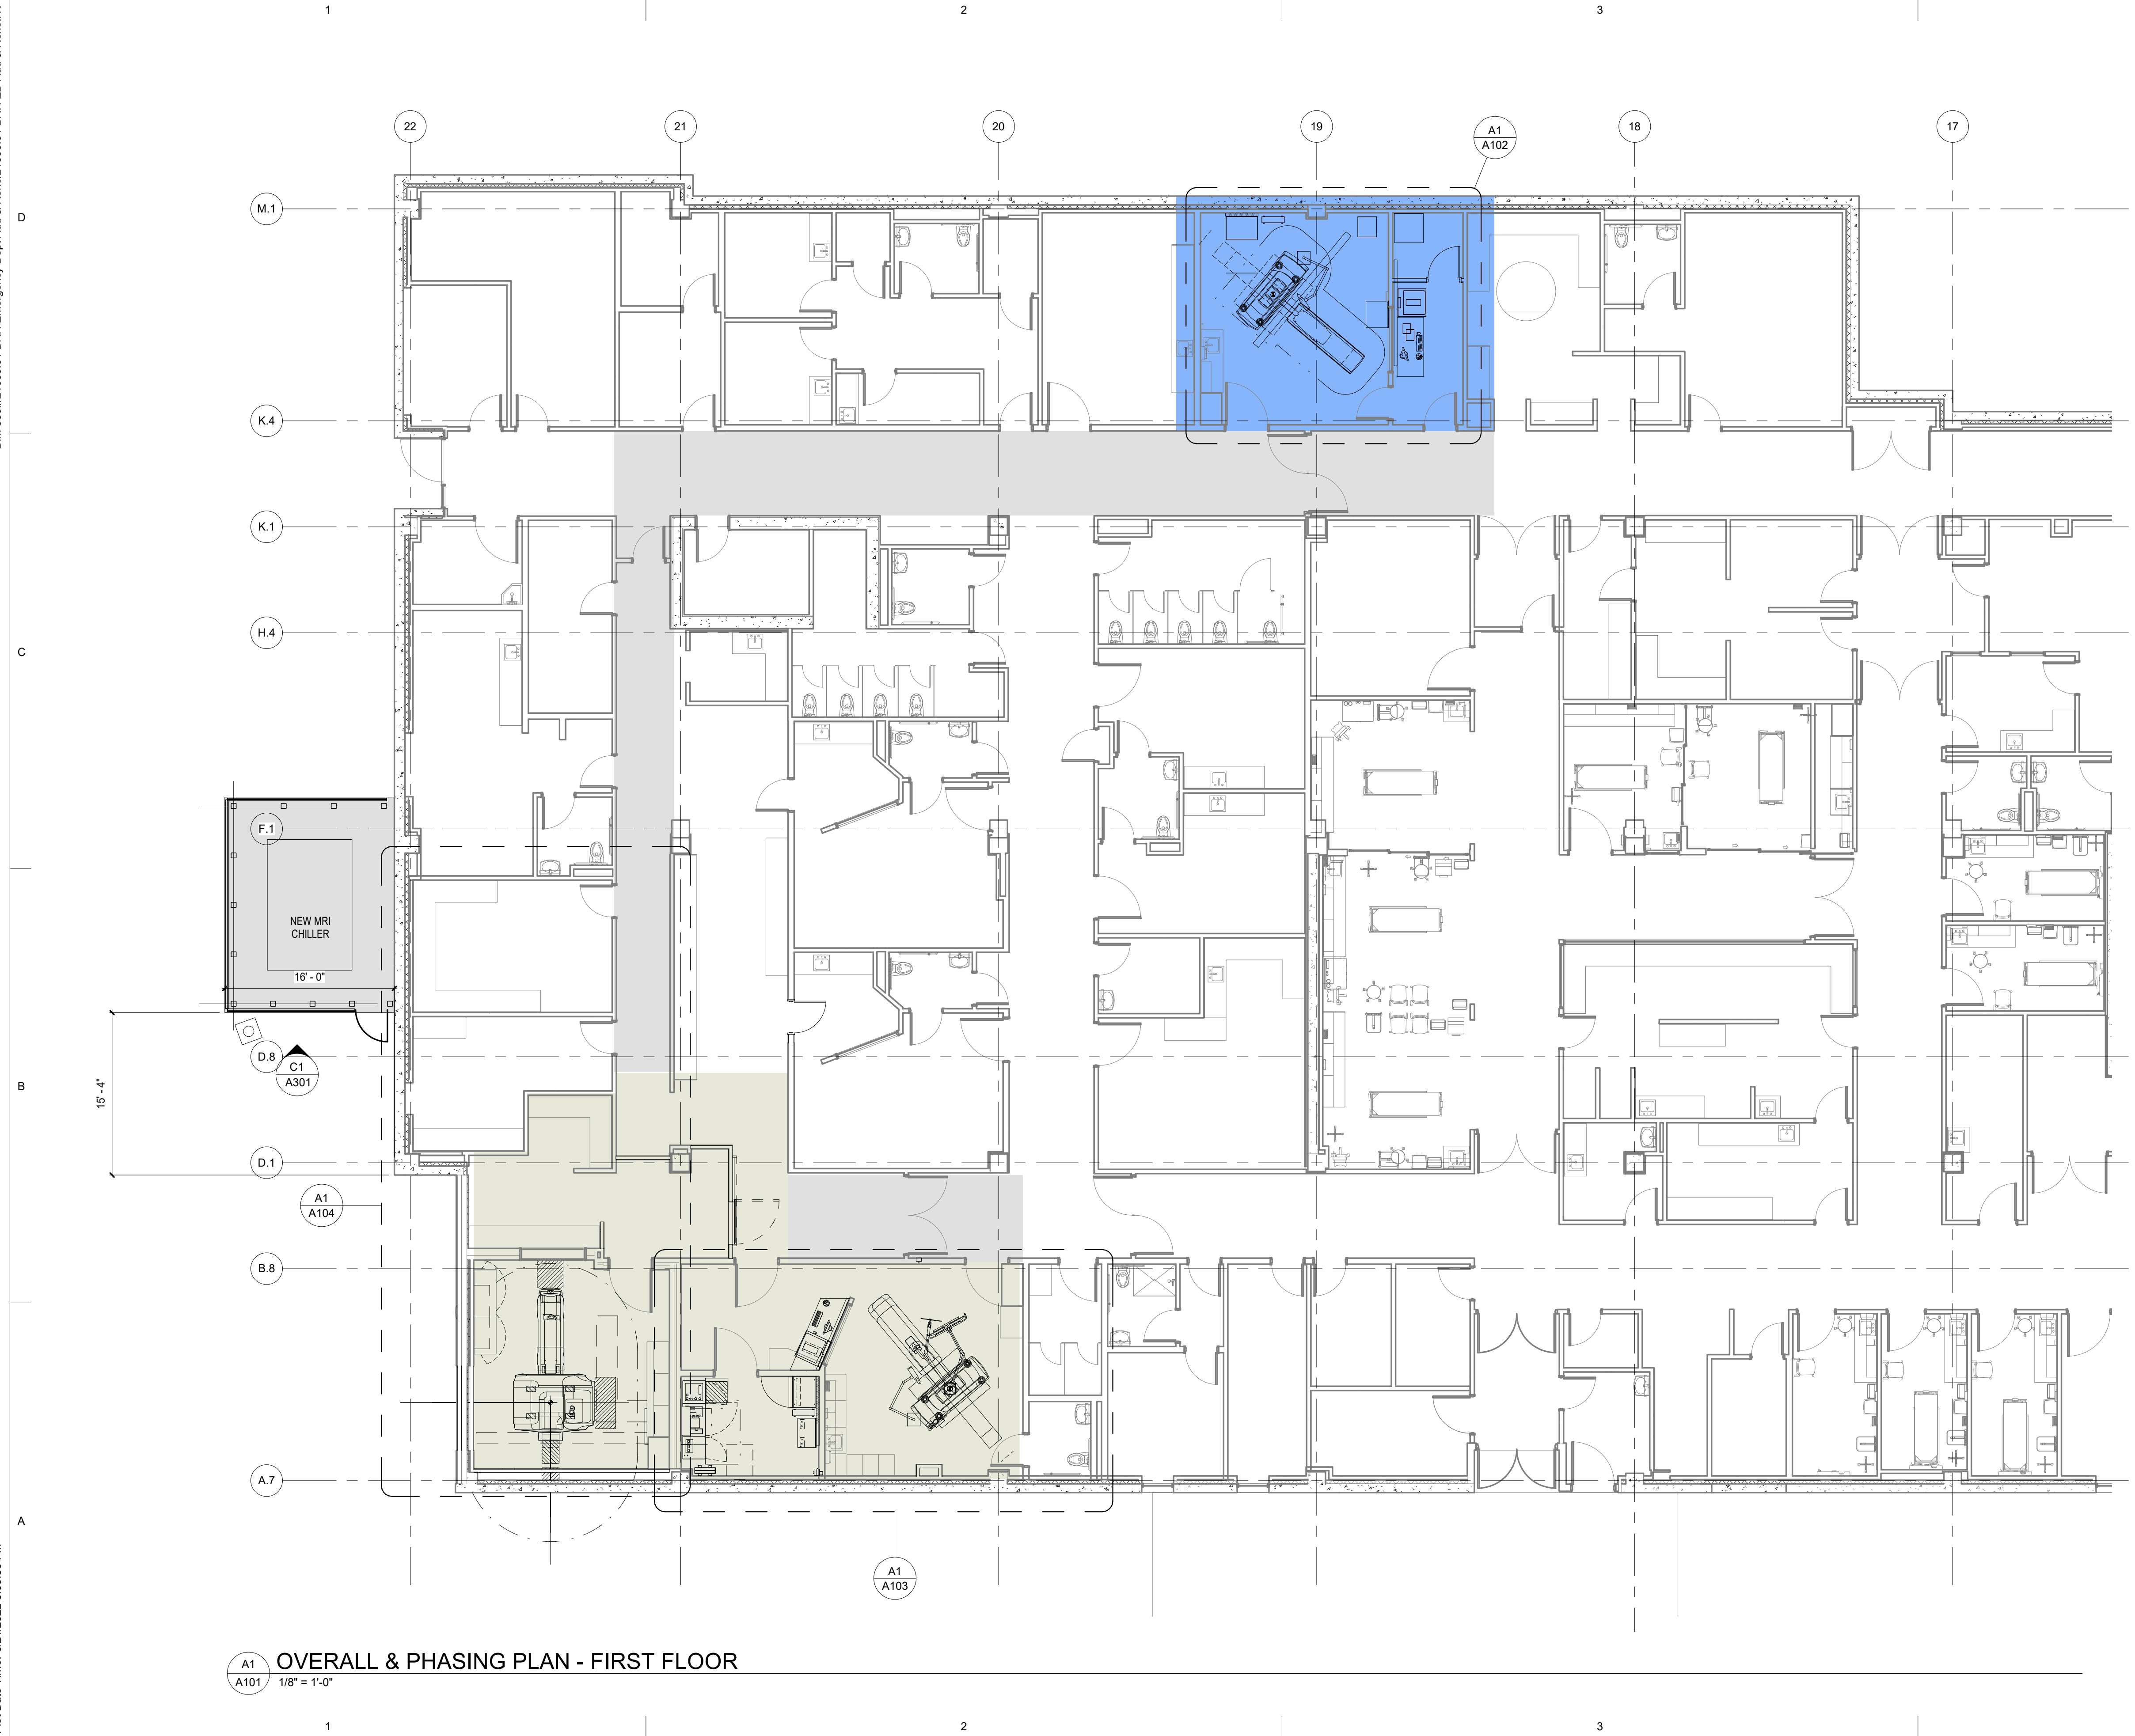 1
2
3
22
21
20
19
18
17
A1
A102
M.1
D
K.4
K.1
H.4
C
F.1
NEW MRI
CHILLER
16' - 0"
D.8
C1
A301
B
15' - 4"
D.1
A1
A104
B.8
A.7
A
A1
A103
A1
A101
OVERALL & PHASING PLAN - FIRST FLOOR
1/8" = 1'-0"
1
2
3